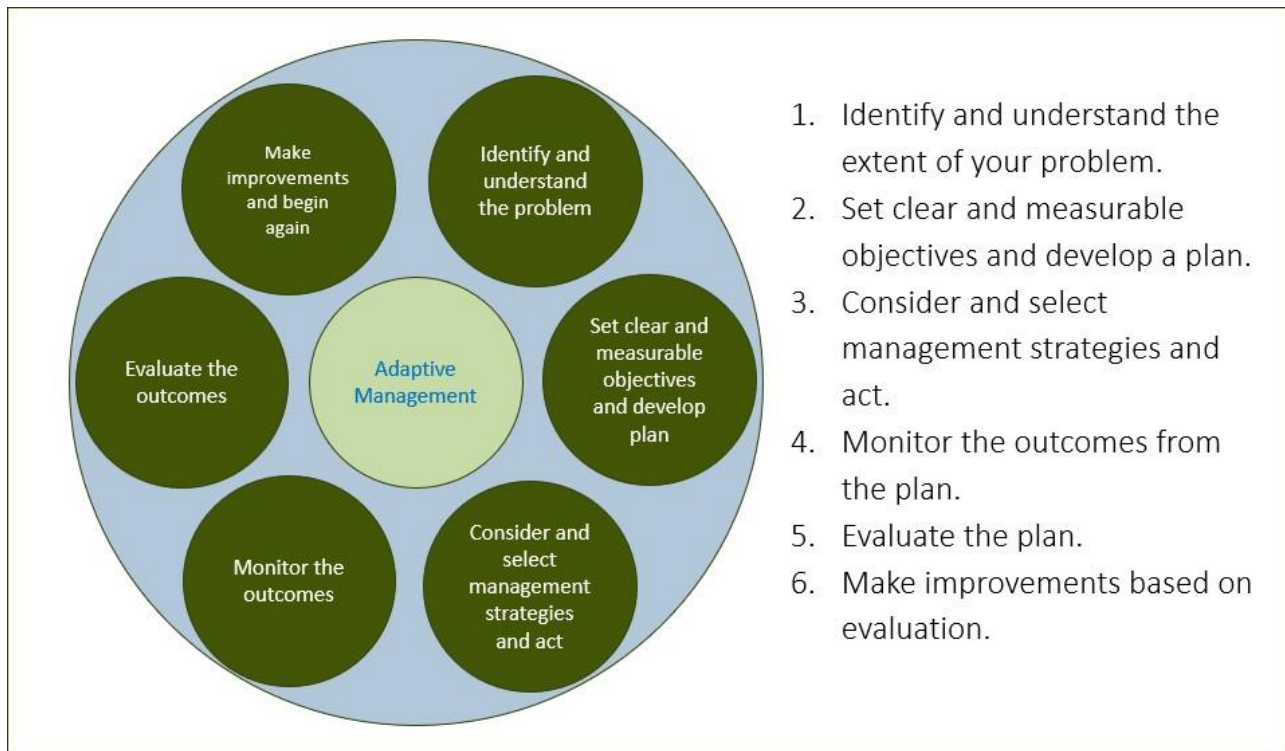 Make
improvements
and begin
again
Identify and
understand
the problem
Set clear and
measurable
objectives
and develop
plan
Consider and
select
management
strategies
and act
Monitor the
outcomes
Evaluate the
outcomes
Adaptive
Management
1. Identify and understand the
extent of your problem.
2. Set clear and measurable
objectives and develop a plan.
3. Consider and select
management strategies and
act.
4. Monitor the outcomes from
the plan.
5. Evaluate the plan.
6. Make improvements based on
evaluation.